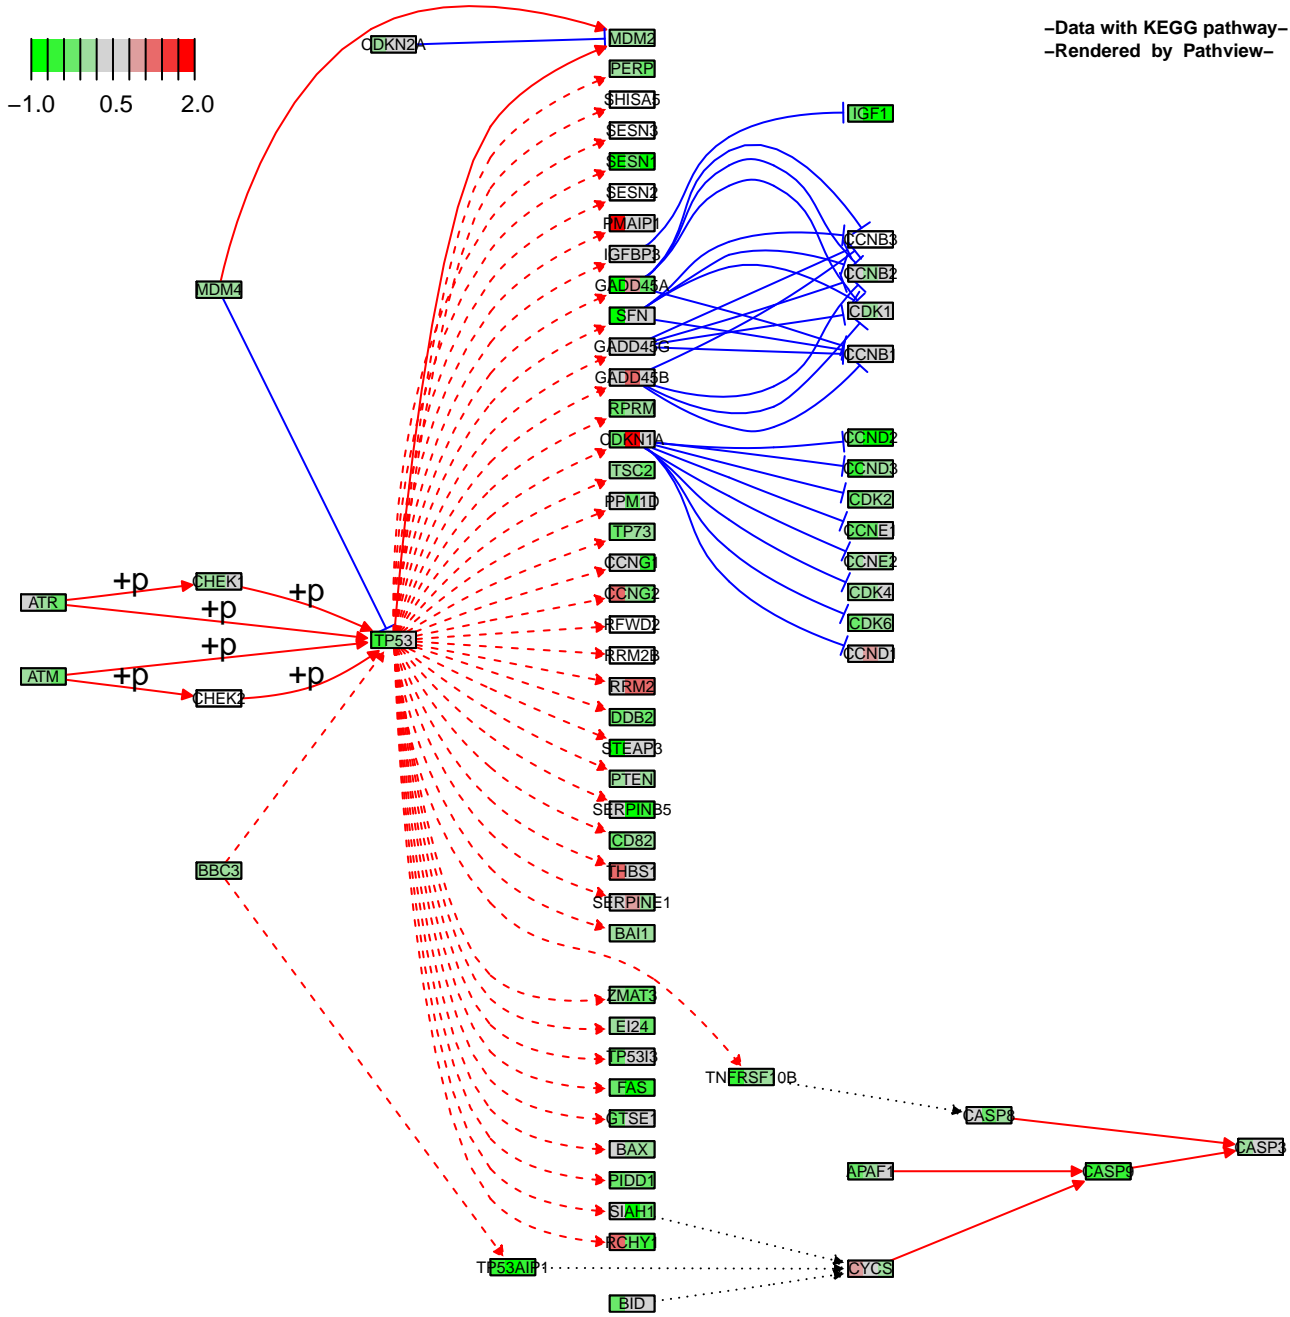 −Data with KEGG pathway−
−Rendered by Pathview−
−1.0 0.5 2.0
CDKN2A
MDM2
PERP
SHISA5
SESN3
SESN1
SESN2
PMAIP1
IGFBP3
GADD45A
SFN
GADD45G
GADD45B
RPRM
CDKN1A
TSC2
PPM1D
TP73
CCNG1
CCNG2
RFWD2
RRM2B
RRM2
DDB2
STEAP3
PTEN
SERPINB5
CD82
THBS1
SERPINE1
BAI1
ZMAT3
EI24
TP53I3
FAS
GTSE1
BAX
PIDD1
SIAH1
RCHY1
BID
IGF1
CCNB3
CCNB2
CDK1
CCNB1
CCND2
CCND3
CDK2
CCNE1
CCNE2
CDK4
CDK6
CCND1
MDM4
ATR
ATM
CHEK1
CHEK2
+p
+p
+p
+p
+p
+p
TP53
BBC3
TP53AIP1
TNFRSF10B
CASP8
CASP3
APAF1
CASP9
CYCS